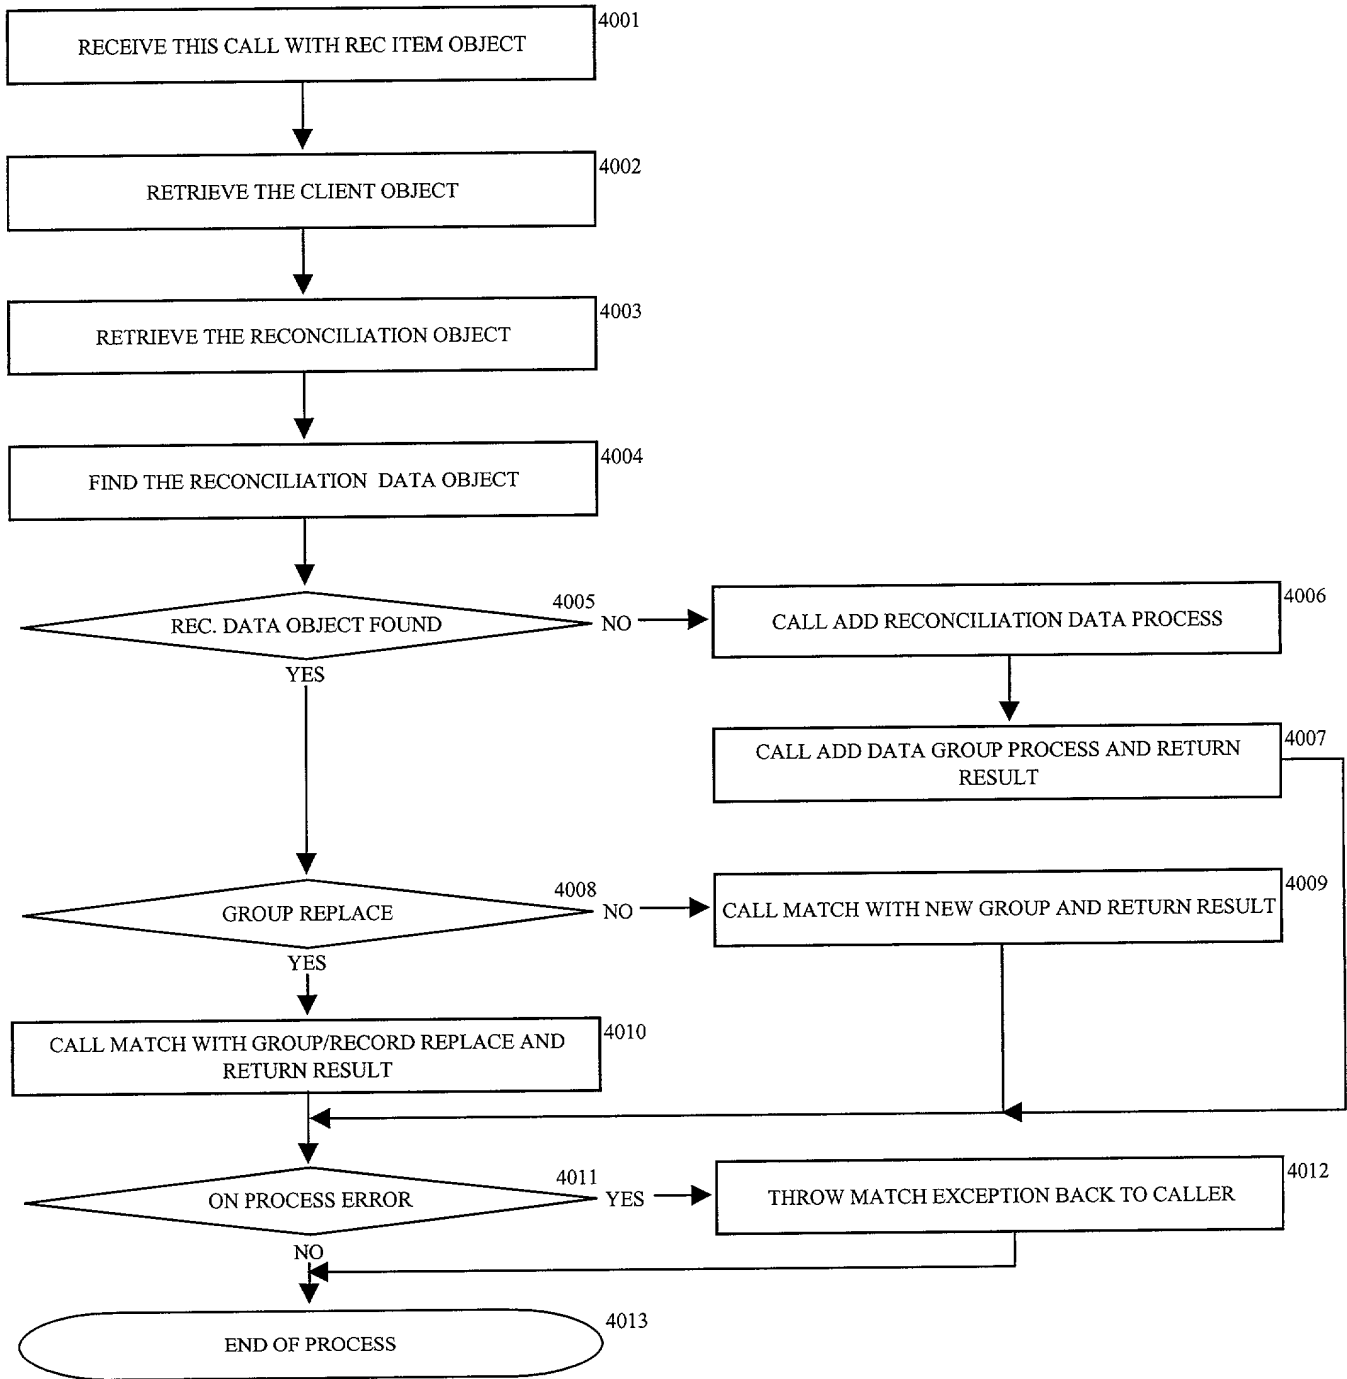 4001
RECEIVE THIS CALL WITH REC ITEM OBJECT
4002
RETRIEVE THE CLIENT OBJECT
4003
RETRIEVE THE RECONCILIATION OBJECT
4004
FIND THE RECONCILIATION DATA OBJECT
4005
REC. DATA OBJECT FOUND
NO
YES
4006
CALL ADD RECONCILIATION DATA PROCESS
4007
CALL ADD DATA GROUP PROCESS AND RETURN
RESULT
4008
GROUP REPLACE
NO
YES
4009
CALL MATCH WITH NEW GROUP AND RETURN RESULT
4010
CALL MATCH WITH GROUP/RECORD REPLACE AND
RETURN RESULT
4011
ON PROCESS ERROR
YES
NO
4012
THROW MATCH EXCEPTION BACK TO CALLER
4013
END OF PROCESS